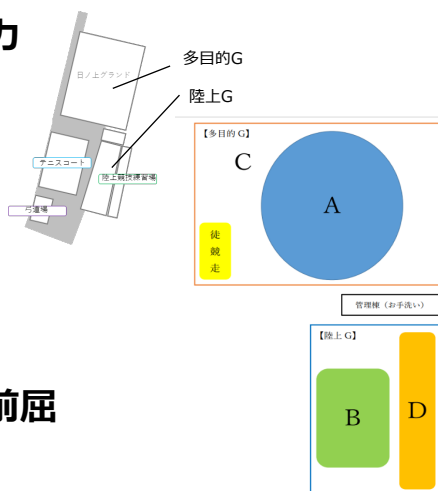 力
日ノ上グランド
多目的G
陸上G
テニスコート
陸上競技練習場
弓道場
【多目的 G】
C
A
徒
競
走
管理棟（お手洗い）
【陸上 G】
B
D
前屈